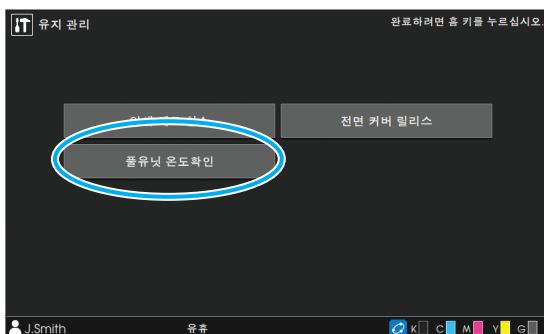 유지 관리
완료하려면 홈 키를 누르십시오.
전면 커버 릴리스
풀유닛 온도확인
J.Smith 유휴 K C M Y G